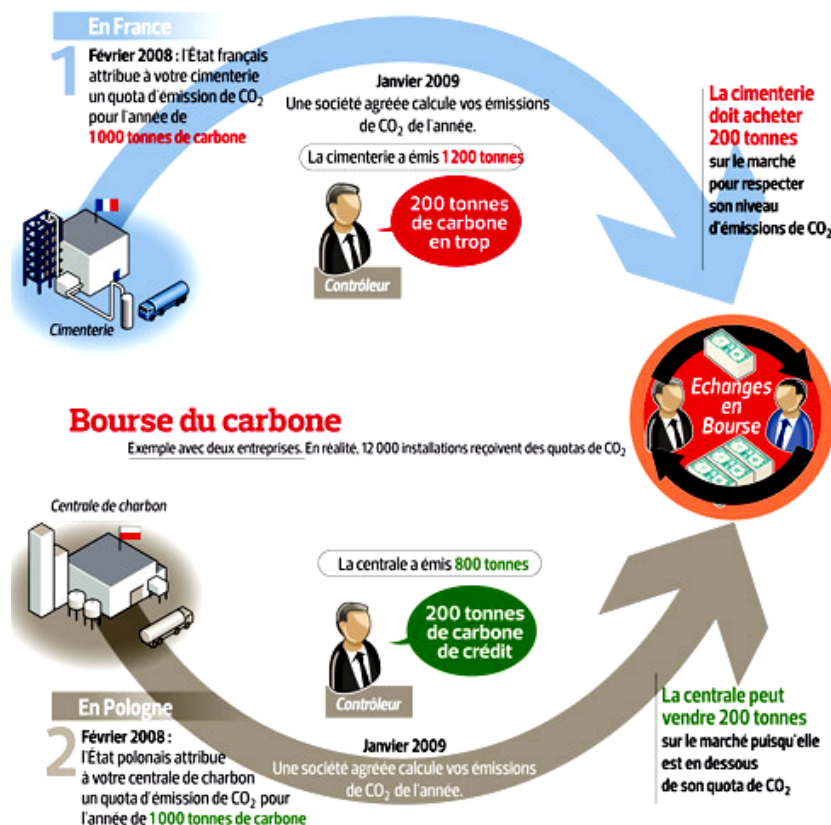 En France
1
Février 2008 : l'État français
attribue à votre cimenterie
un quota d'émission de CO₂
pour l'année de
1000 tonnes de carbone
Cimenterie
Janvier 2009
Une société agréée calcule vos émissions
de CO₂ de l'année.
La cimenterie a émis 1200 tonnes
200 tonnes
de carbone
en trop
Contrôleur
La cimenterie
doit acheter
200 tonnes
sur le marché
pour respecter
son niveau
d'émissions de CO₂
Echanges
en
Bourse
Bourse du carbone
Exemple avec deux entreprises. En réalité, 12 000 installations reçoivent des quotas de CO₂
Centrale de charbon
La centrale a émis 800 tonnes
200 tonnes
de carbone
de crédit
Contrôleur
En Pologne
2
Février 2008 :
l'État polonais attribue
à votre centrale de charbon
un quota d'émission de CO₂ pour
l'année de 1000 tonnes de carbone
Janvier 2009
Une société agréée calcule vos émissions
de CO₂ de l'année.
La centrale peut
vendre 200 tonnes
sur le marché puisqu'elle
est en dessous
de son quota de CO₂